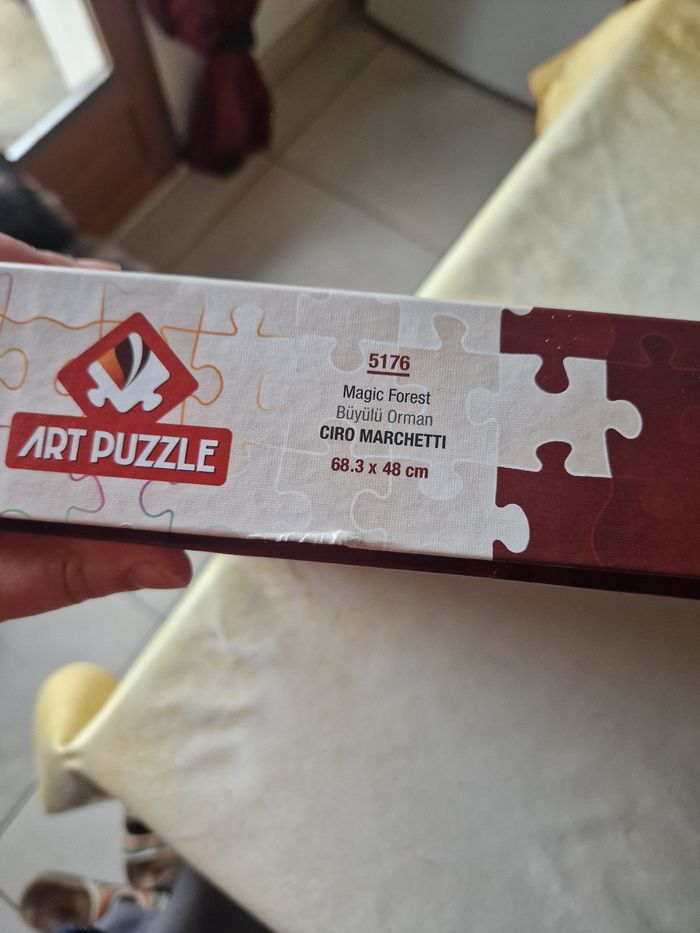 ART PUZZLE
5176
Magic Forest
Büyülü Orman
CIRO MARCHETTI
68.3 x 48 cm